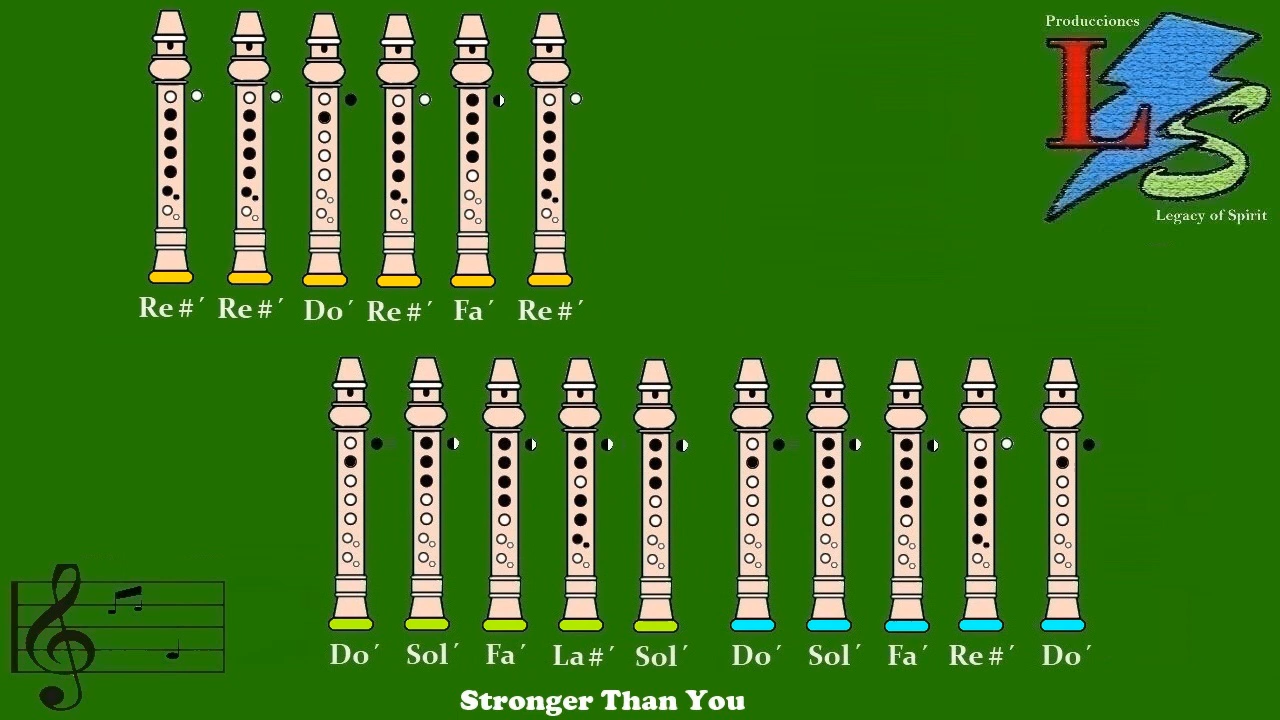 Producciones
LS
Legacy of Spirit
Re#´ Re#´ Do´ Re#´ Fa´ Re#´
Do´ Sol´ Fa´ La#´ Sol´ Do´ Sol´ Fa´ Re#´ Do´
Stronger Than You